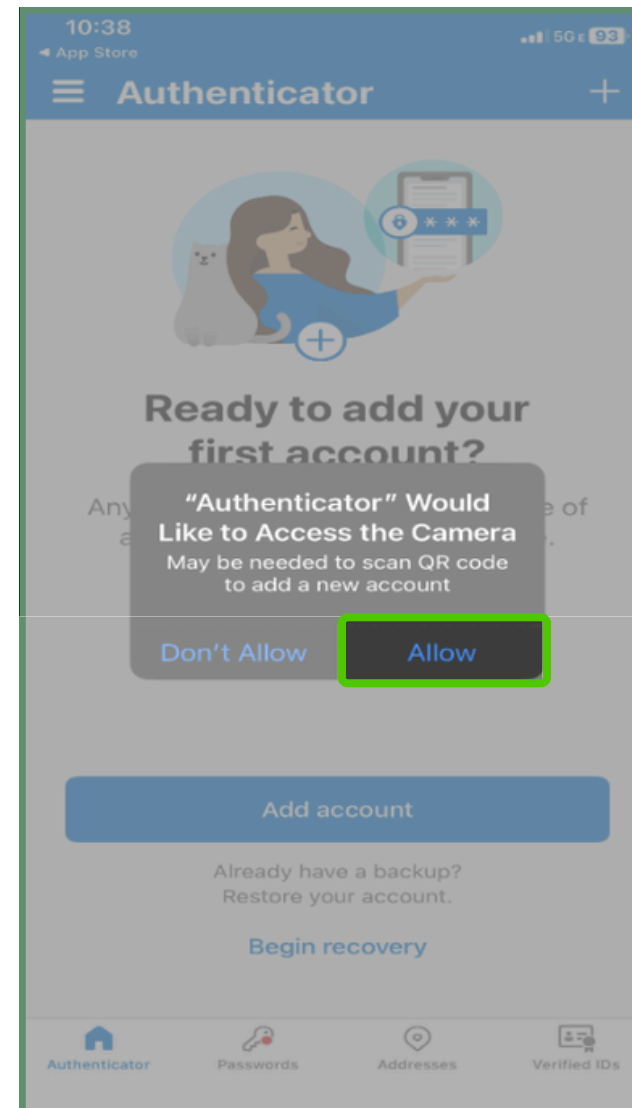 10:38
5G E 93
◀ App Store
Authenticator
* * *
Ready to add your
first account?
Any e of
a .
"Authenticator" Would
Like to Access the Camera
May be needed to scan QR code
to add a new account
Don't Allow Allow
Add account
Already have a backup?
Restore your account.
Begin recovery
Authenticator Passwords Addresses Verified IDs